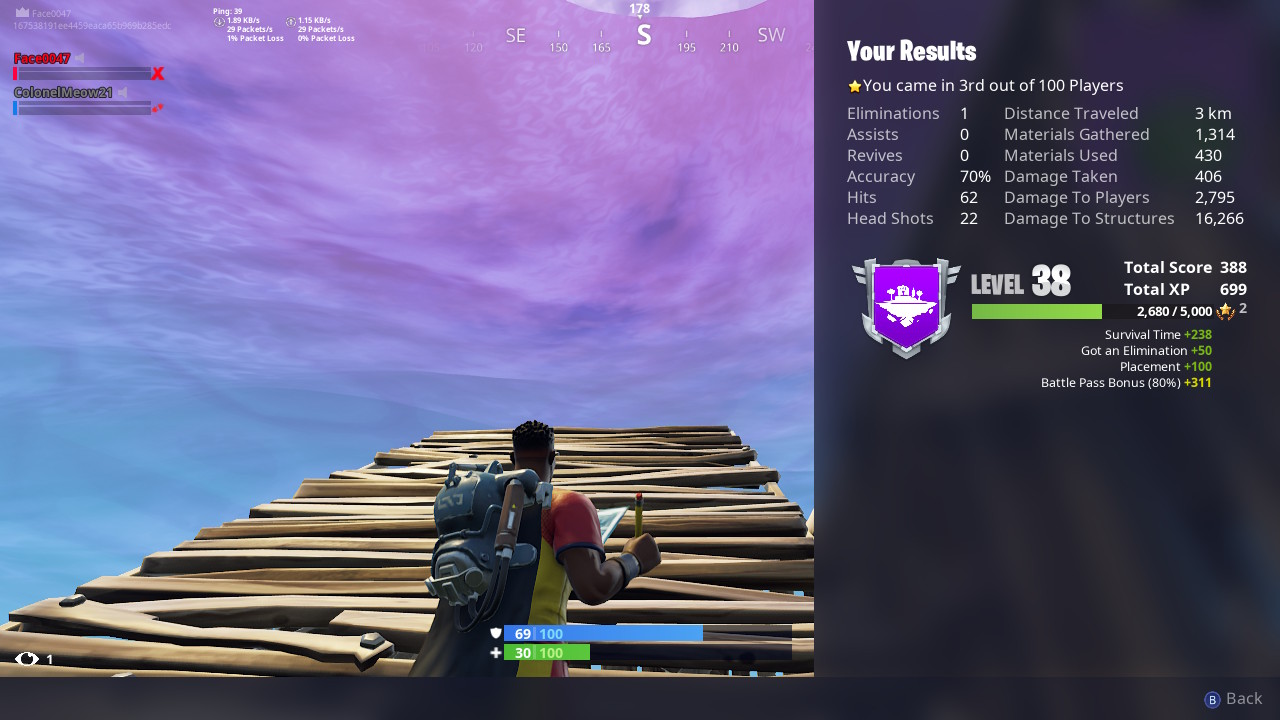 Face0047
167538191ee4459eaca65b969b285edc
Ping: 39
1.89 KB/s 1.15 KB/s
29 Packets/s 29 Packets/s
1% Packet Loss 0% Packet Loss
178
120 SE 150 165 S 195 210 SW
Face0047
ColonelMeow21
69 100
30 100
1
Your Results
You came in 3rd out of 100 Players
Eliminations 1 Distance Traveled 3 km
Assists 0 Materials Gathered 1,314
Revives 0 Materials Used 430
Accuracy 70% Damage Taken 406
Hits 62 Damage To Players 2,795
Head Shots 22 Damage To Structures 16,266
LEVEL 38
Total Score 388
Total XP 699
2,680 / 5,000 2
Survival Time +238
Got an Elimination +50
Placement +100
Battle Pass Bonus (80%) +311
B Back